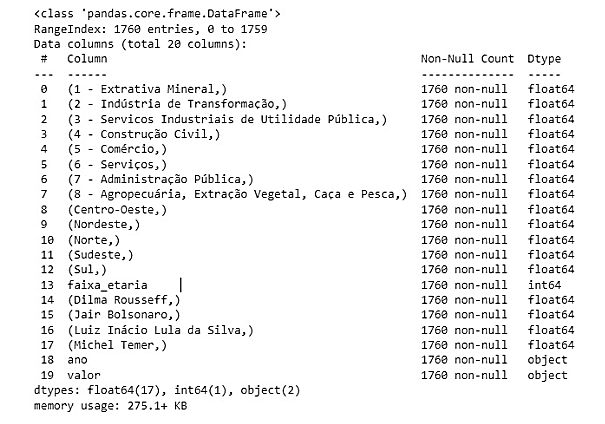 <class 'pandas.core.frame.DataFrame'>
RangeIndex: 1760 entries, 0 to 1759
Data columns (total 20 columns):
 #   Column                                                 Non-Null Count  Dtype
---  ------                                                 --------------  -----
 0   (1 - Extrativa Mineral,)                               1760 non-null   float64
 1   (2 - Indústria de Transformação,)                      1760 non-null   float64
 2   (3 - Servicos Industriais de Utilidade Pública,)       1760 non-null   float64
 3   (4 - Construção Civil,)                                1760 non-null   float64
 4   (5 - Comércio,)                                        1760 non-null   float64
 5   (6 - Serviços,)                                        1760 non-null   float64
 6   (7 - Administração Pública,)                           1760 non-null   float64
 7   (8 - Agropecuária, Extração Vegetal, Caça e Pesca,)    1760 non-null   float64
 8   (Centro-Oeste,)                                        1760 non-null   float64
 9   (Nordeste,)                                            1760 non-null   float64
 10  (Norte,)                                               1760 non-null   float64
 11  (Sudeste,)                                             1760 non-null   float64
 12  (Sul,)                                                 1760 non-null   float64
 13  faixa_etaria                                           1760 non-null   int64
 14  (Dilma Rousseff,)                                      1760 non-null   float64
 15  (Jair Bolsonaro,)                                      1760 non-null   float64
 16  (Luiz Inácio Lula da Silva,)                           1760 non-null   float64
 17  (Michel Temer,)                                        1760 non-null   float64
 18  ano                                                    1760 non-null   object
 19  valor                                                  1760 non-null   object
dtypes: float64(17), int64(1), object(2)
memory usage: 275.1+ KB